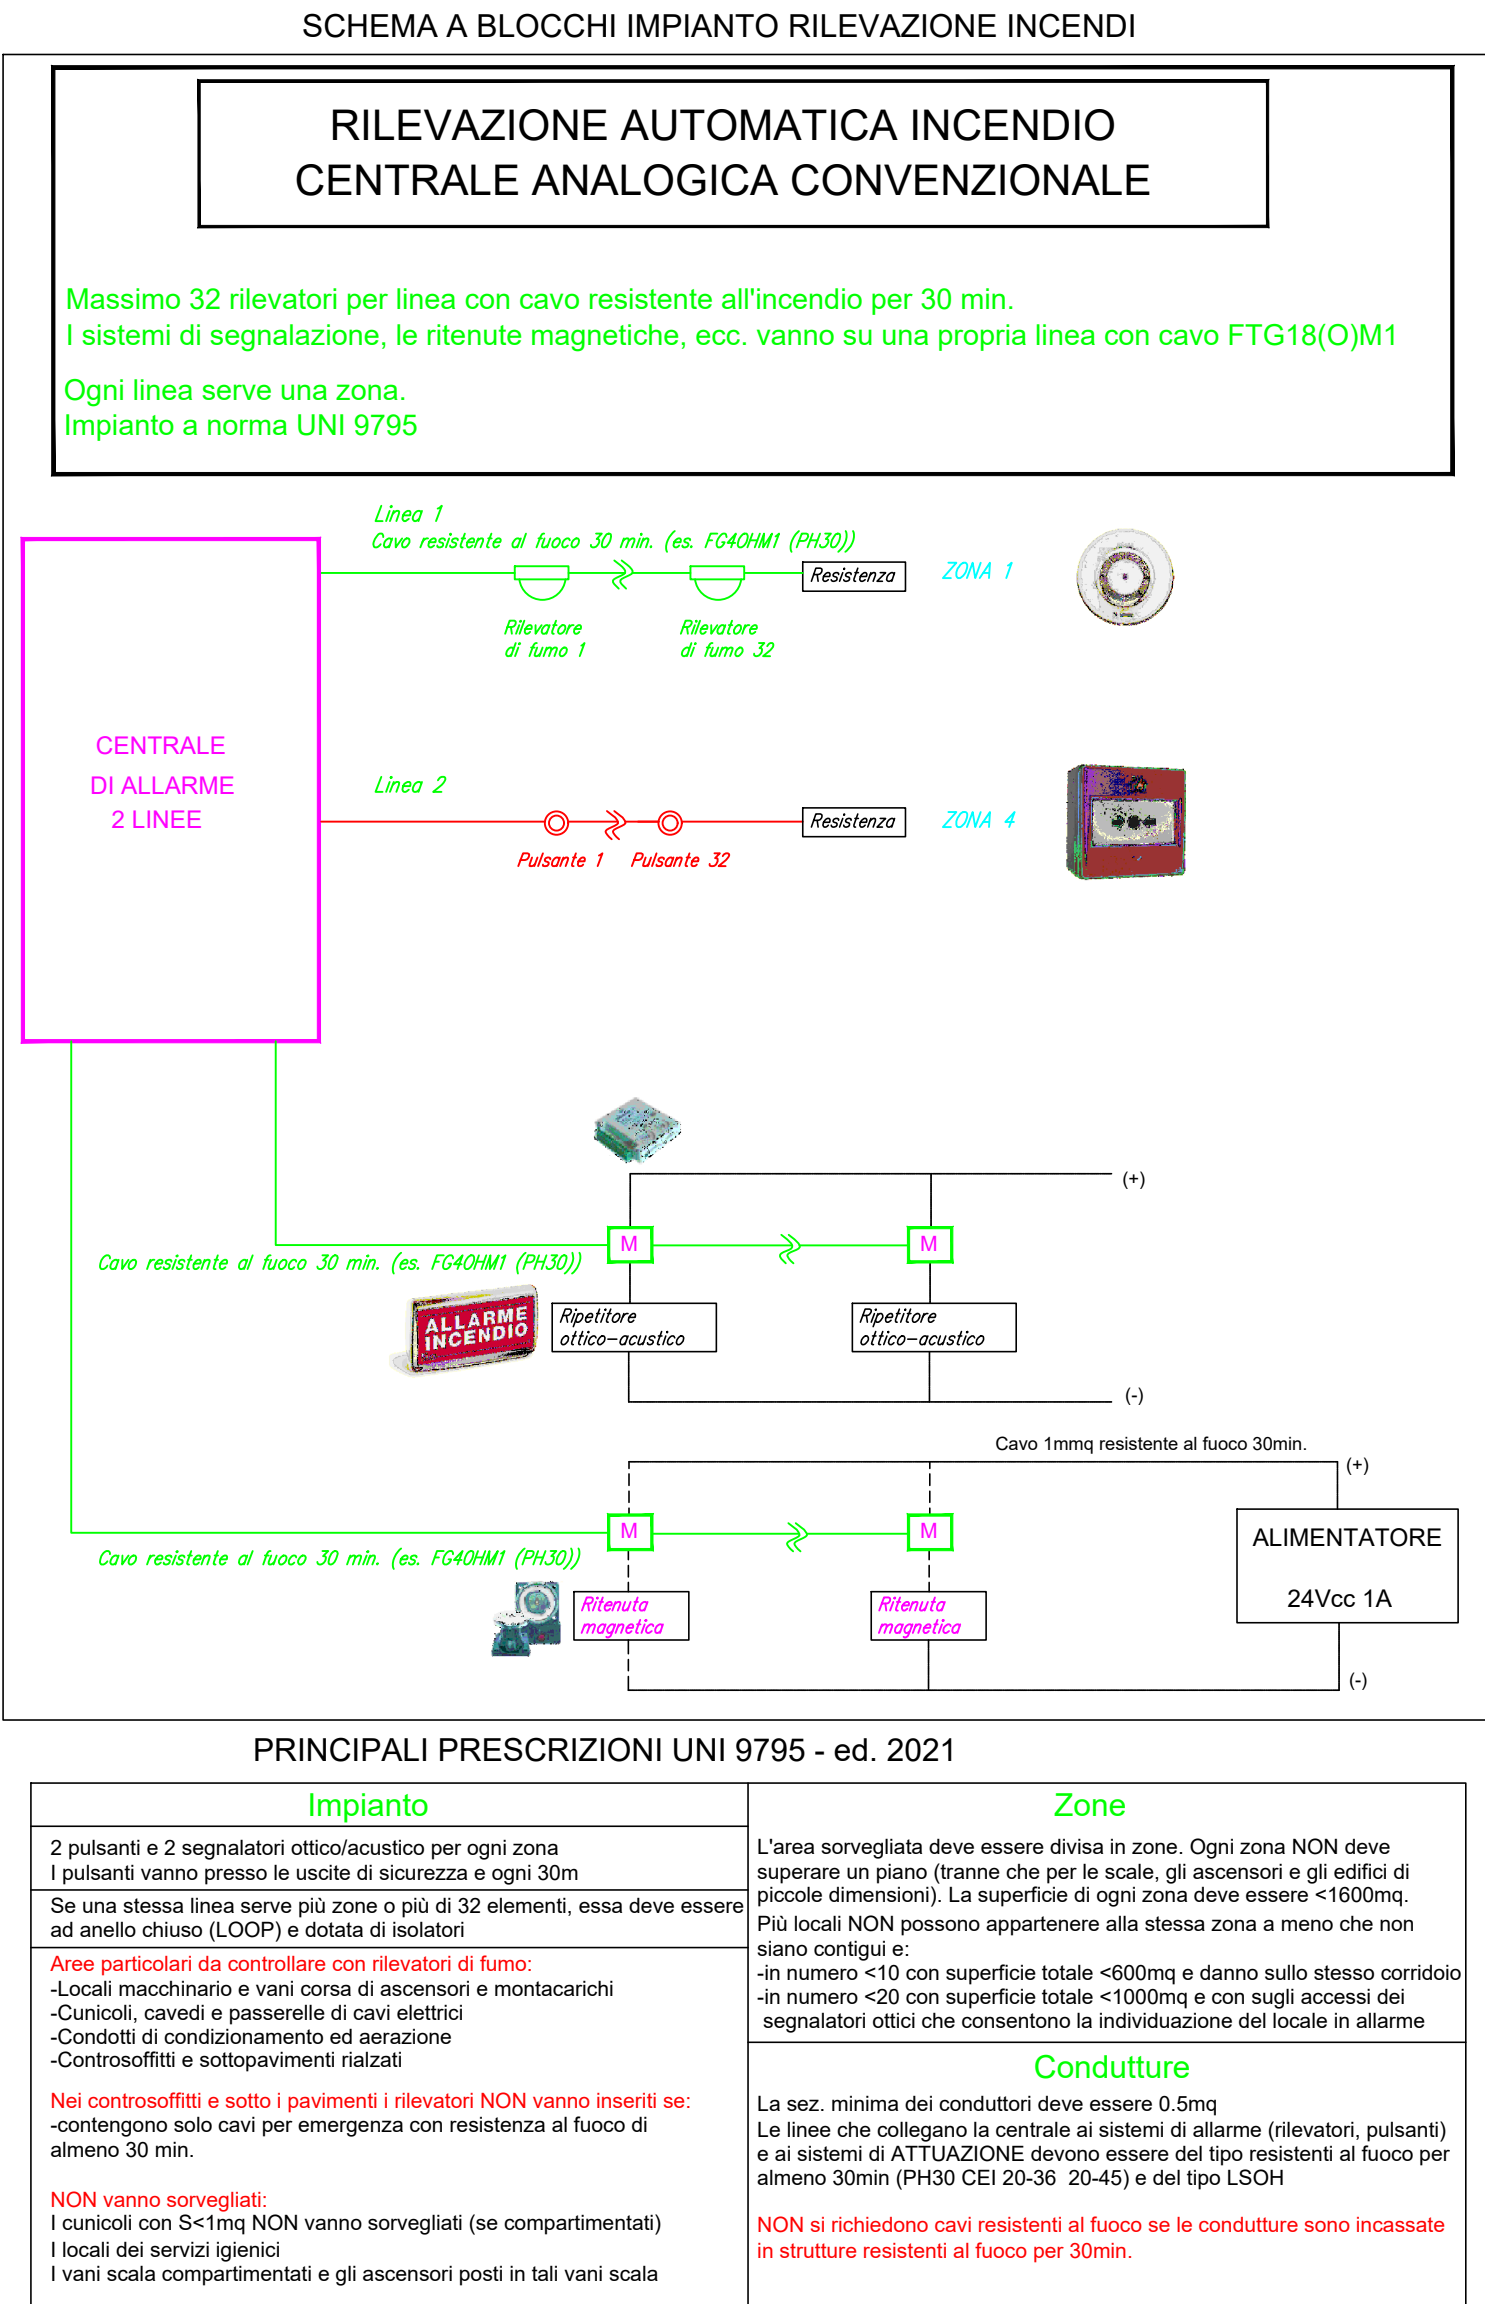 SCHEMA A BLOCCHI IMPIANTO RILEVAZIONE INCENDI
RILEVAZIONE AUTOMATICA INCENDIO
CENTRALE ANALOGICA CONVENZIONALE
Massimo 32 rilevatori per linea con cavo resistente all'incendio per 30 min.
I sistemi di segnalazione, le ritenute magnetiche, ecc. vanno su una propria linea con cavo FTG18(O)M1
Ogni linea serve una zona.
Impianto a norma UNI 9795
Linea 1
Cavo resistente al fuoco 30 min. (es. FG4OHM1 (PH30))
Resistenza
ZONA 1
Rilevatore
di fumo 1
Rilevatore
di fumo 32
CENTRALE
DI ALLARME
2 LINEE
Linea 2
Resistenza
ZONA 4
Pulsante 1
Pulsante 32
(+)
M
M
Cavo resistente al fuoco 30 min. (es. FG4OHM1 (PH30))
ALLARME
INCENDIO
Ripetitore
ottico-acustico
Ripetitore
ottico-acustico
(-)
Cavo 1mmq resistente al fuoco 30min.
(+)
M
M
ALIMENTATORE
24Vcc 1A
Cavo resistente al fuoco 30 min. (es. FG4OHM1 (PH30))
Ritenuta
magnetica
Ritenuta
magnetica
(-)
PRINCIPALI PRESCRIZIONI UNI 9795 - ed. 2021
Impianto
2 pulsanti e 2 segnalatori ottico/acustico per ogni zona
I pulsanti vanno presso le uscite di sicurezza e ogni 30m
Se una stessa linea serve più zone o più di 32 elementi, essa deve essere
ad anello chiuso (LOOP) e dotata di isolatori
Aree particolari da controllare con rilevatori di fumo:
-Locali macchinario e vani corsa di ascensori e montacarichi
-Cunicoli, cavedi e passerelle di cavi elettrici
-Condotti di condizionamento ed aerazione
-Controsoffitti e sottopavimenti rialzati
Nei controsoffitti e sotto i pavimenti i rilevatori NON vanno inseriti se:
-contengono solo cavi per emergenza con resistenza al fuoco di
almeno 30 min.
NON vanno sorvegliati:
I cunicoli con S<1mq NON vanno sorvegliati (se compartimentati)
I locali dei servizi igienici
I vani scala compartimentati e gli ascensori posti in tali vani scala
Zone
L'area sorvegliata deve essere divisa in zone. Ogni zona NON deve
superare un piano (tranne che per le scale, gli ascensori e gli edifici di
piccole dimensioni). La superficie di ogni zona deve essere <1600mq.
Più locali NON possono appartenere alla stessa zona a meno che non
siano contigui e:
-in numero <10 con superficie totale <600mq e danno sullo stesso corridoio
-in numero <20 con superficie totale <1000mq e con sugli accessi dei
segnalatori ottici che consentono la individuazione del locale in allarme
Condutture
La sez. minima dei conduttori deve essere 0.5mq
Le linee che collegano la centrale ai sistemi di allarme (rilevatori, pulsanti)
e ai sistemi di ATTUAZIONE devono essere del tipo resistenti al fuoco per
almeno 30min (PH30 CEI 20-36  20-45) e del tipo LSOH
NON si richiedono cavi resistenti al fuoco se le condutture sono incassate
in strutture resistenti al fuoco per 30min.